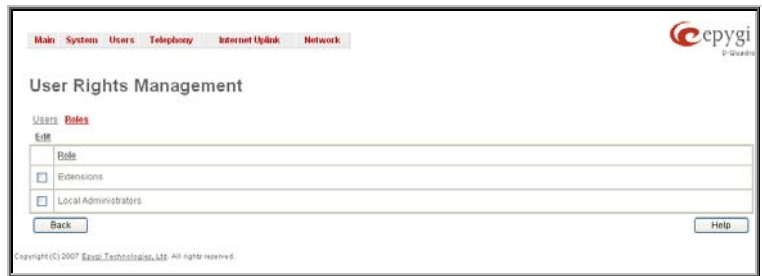 Main System Users Telephony Internet Uplink Network
epygi
D-Quadro
User Rights Management
Users Roles
Edit
Role
Extensions
Local Administrators
Back Help
Copyright (C) 2007 Epygi Technologies, Ltd. All rights reserved.